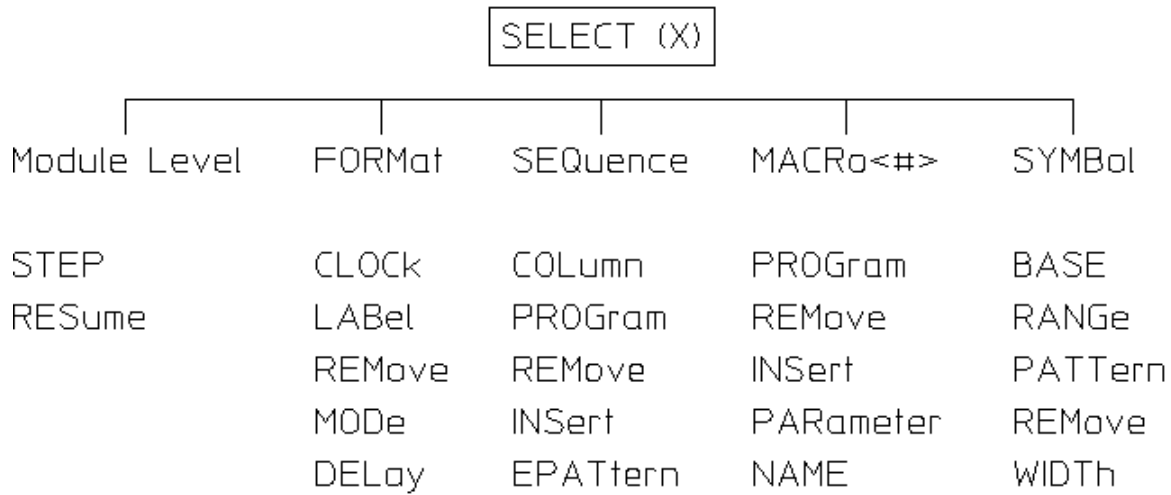 SELECT (X)
Module Level FORMat SEQuence MACRo<#> SYMBol
STEP CLOCk COLumn PROGram BASE
RESume LABel PROGram REMove RANGe
REMove REMove INSert PATTern
MODe INSert PARameter REMove
DELay EPATtern NAME WIDTh